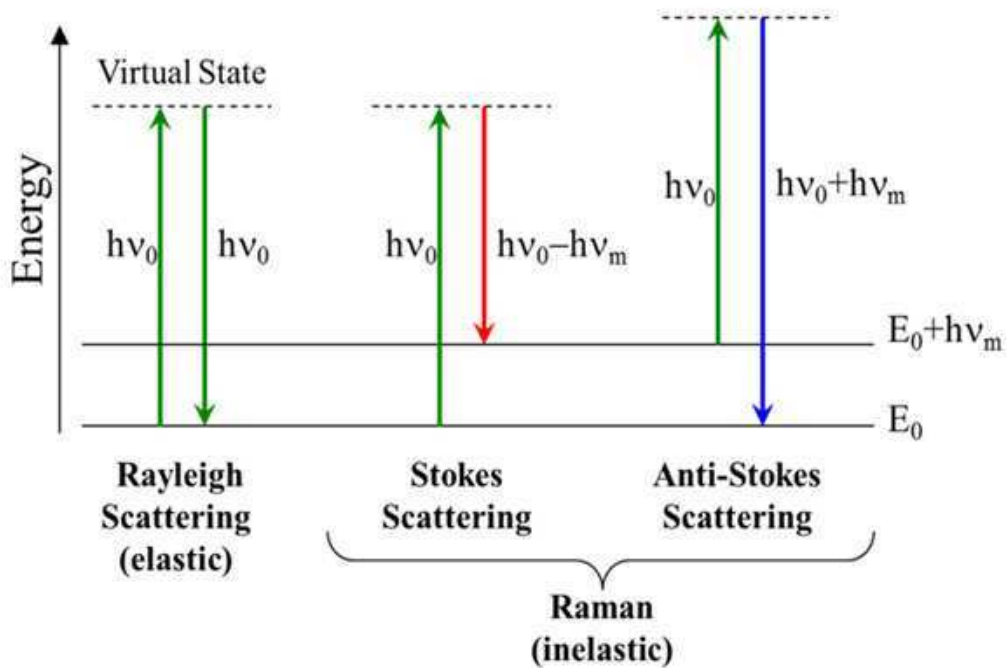 Energy
Virtual State
hν₀
hν₀
hν₀
hν₀–hνₘ
hν₀
hν₀+hνₘ
E₀+hνₘ
E₀
Rayleigh
Scattering
(elastic)
Stokes
Scattering
Anti-Stokes
Scattering
Raman
(inelastic)